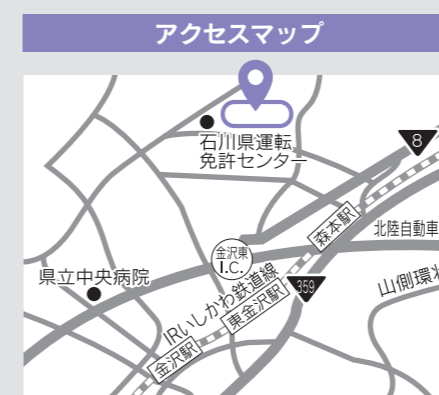 アクセスマップ
石川県運転
免許センター
8
森本駅
北陸自動車
金沢東
I.C.
県立中央病院
IRいしかわ鉄道線
東金沢駅
359
山側環状
金沢駅